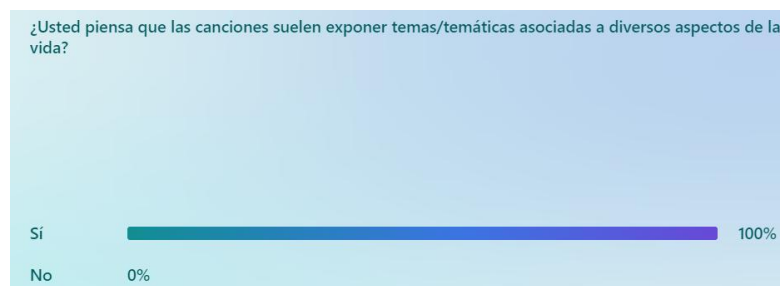 ¿Usted piensa que las canciones suelen exponer temas/temáticas asociadas a diversos aspectos de la
vida?
Sí 100%
No 0%